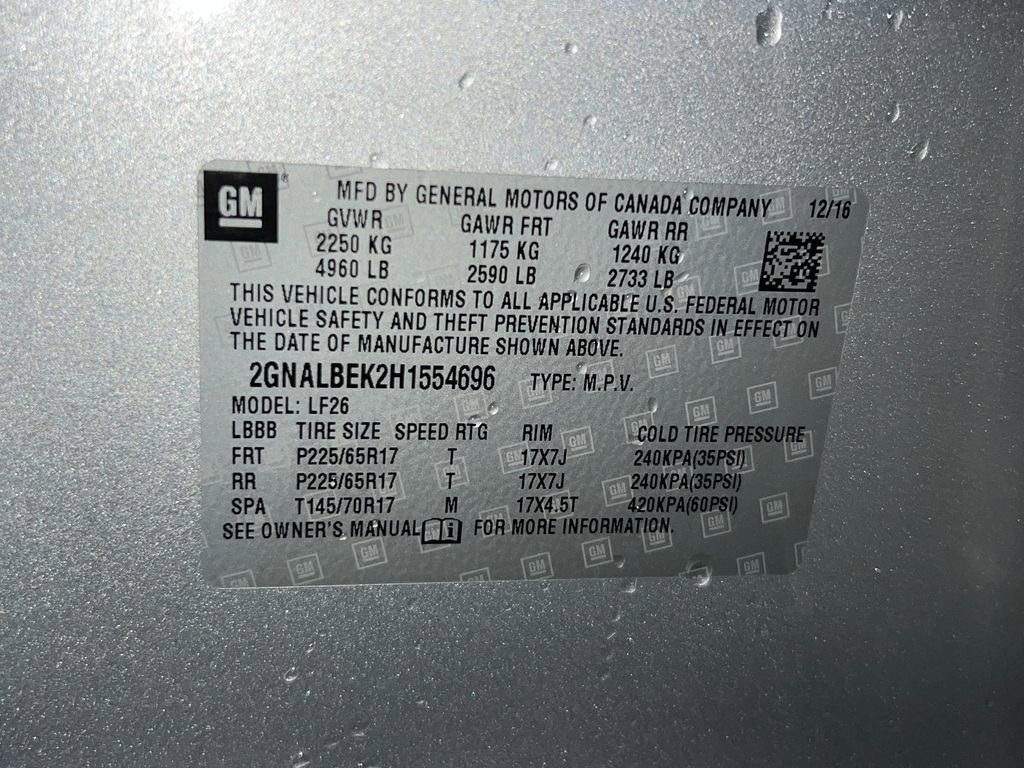 GM MFD BY GENERAL MOTORS OF CANADA COMPANY 12/16
GVWR GAWR FRT GAWR RR
2250 KG 1175 KG 1240 KG
4960 LB 2590 LB 2733 LB
THIS VEHICLE CONFORMS TO ALL APPLICABLE U.S. FEDERAL MOTOR
VEHICLE SAFETY AND THEFT PREVENTION STANDARDS IN EFFECT ON
THE DATE OF MANUFACTURE SHOWN ABOVE.
2GNALBEK2H1554696 TYPE: M.P.V.
MODEL: LF26
LBBB TIRE SIZE SPEED RTG RIM COLD TIRE PRESSURE
FRT P225/65R17 T 17X7J 240KPA(35PSI)
RR P225/65R17 T 17X7J 240KPA(35PSI)
SPA T145/70R17 M 17X4.5T 420KPA(60PSI)
SEE OWNER'S MANUAL i FOR MORE INFORMATION.